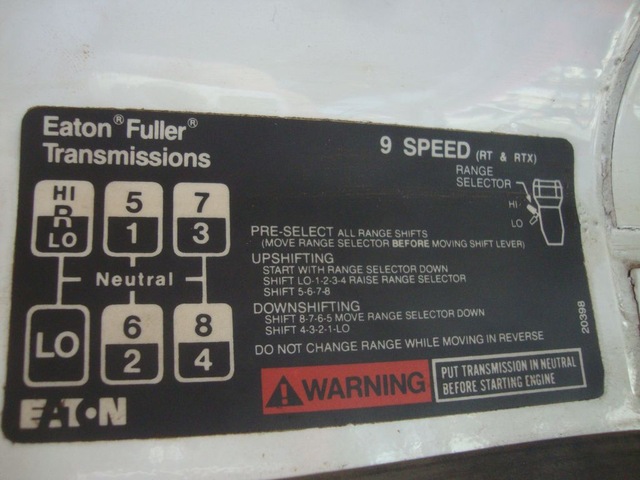 Eaton® Fuller®
Transmissions
9 SPEED (RT & RTX)
RANGE
SELECTOR
HI
LO
HI
R
LO
5
1
7
3
Neutral
LO
6
2
8
4
PRE-SELECT ALL RANGE SHIFTS
(MOVE RANGE SELECTOR BEFORE MOVING SHIFT LEVER)
UPSHIFTING
START WITH RANGE SELECTOR DOWN
SHIFT LO-1-2-3-4 RAISE RANGE SELECTOR
SHIFT 5-6-7-8
DOWNSHIFTING
SHIFT 8-7-6-5 MOVE RANGE SELECTOR DOWN
SHIFT 4-3-2-1-LO
DO NOT CHANGE RANGE WHILE MOVING IN REVERSE
20398
WARNING
PUT TRANSMISSION IN NEUTRAL
BEFORE STARTING ENGINE
EATON